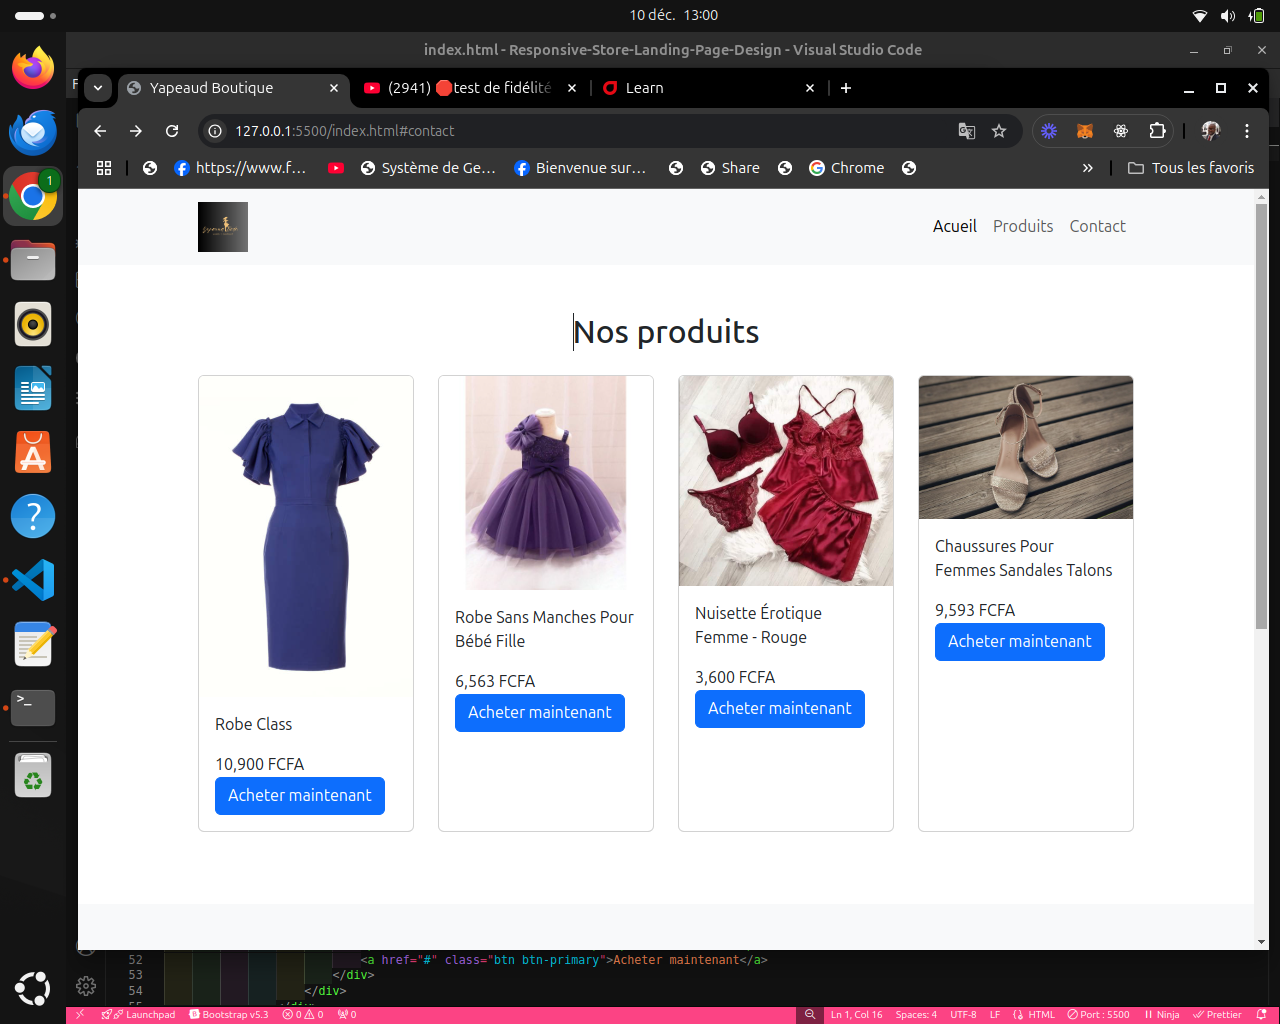 10 déc. 13:00
index.html - Responsive-Store-Landing-Page-Design - Visual Studio Code
F
Yapeaud Boutique
(2941) 🛑test de fidélité
Learn
127.0.0.1:5500/index.html#contact
1
https://www.f...
Système de Ge...
Bienvenue sur...
Share
Chrome
»
Tous les favoris
Acueil
Produits
Contact
Nos produits
Robe Class
10,900 FCFA
Acheter maintenant
Robe Sans Manches Pour
Bébé Fille
6,563 FCFA
Acheter maintenant
Nuisette Érotique
Femme - Rouge
3,600 FCFA
Acheter maintenant
Chaussures Pour
Femmes Sandales Talons
9,593 FCFA
Acheter maintenant
52 <a href="#" class="btn btn-primary">Acheter maintenant</a>
53 </div>
54 </div>
Launchpad
Bootstrap v5.3
0 0
0
Ln 1, Col 16
Spaces: 4
UTF-8
LF
HTML
Port : 5500
Ninja
Prettier